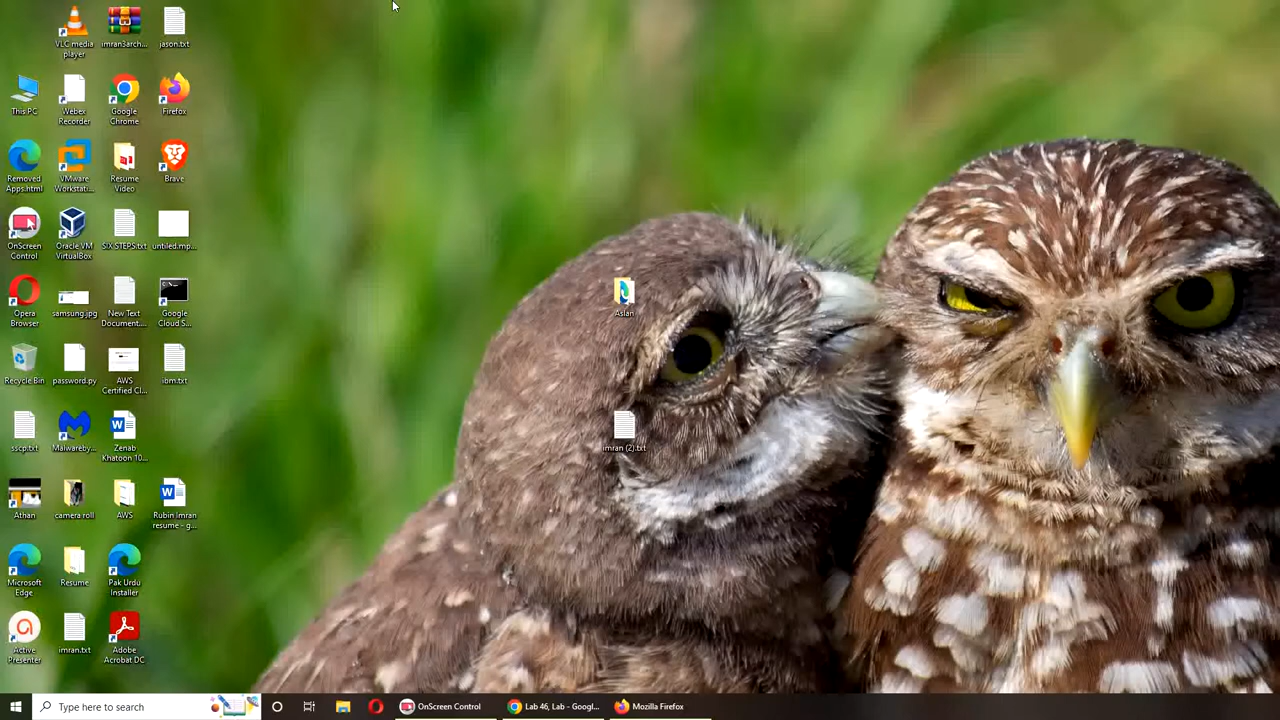 VLC media
player
imran3arch...
jason.txt
This PC
Webex
Recorder
Google
Chrome
Firefox
Removed
Apps.html
VMware
Workstati...
Resume
Video
Brave
OnScreen
Control
Oracle VM
VirtualBox
SIX STEPS.txt
untiled.mp...
Opera
Browser
samsung.jpg
New Text
Document...
Google
Cloud S...
Aslan
Recycle Bin
password.py
AWS
Certified Cl...
ibm.txt
sscp.txt
Malwareby...
Zenab
Khatoon 10...
imran (2).txt
Athan
camera roll
AWS
Rubin Imran
resume - g...
Microsoft
Edge
Resume
Pak Urdu
Installer
Active
Presenter
imran.txt
Adobe
Acrobat DC
Type here to search
OnScreen Control
Lab 46, Lab - Googl...
Mozilla Firefox